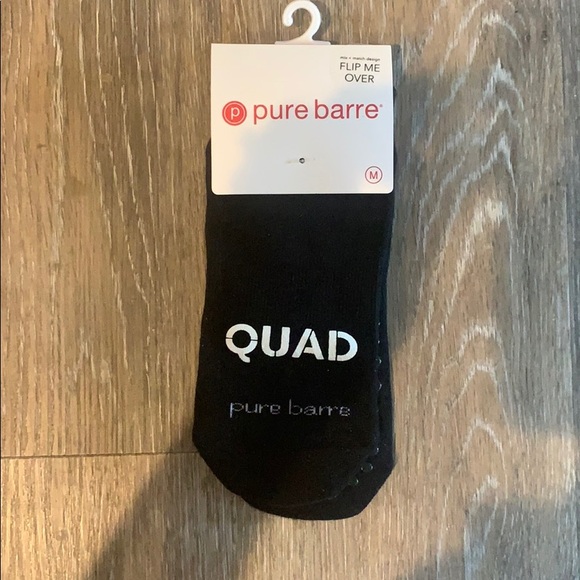 mix + match design
FLIP ME
OVER
p pure barre®
M
QUAD
pure barre